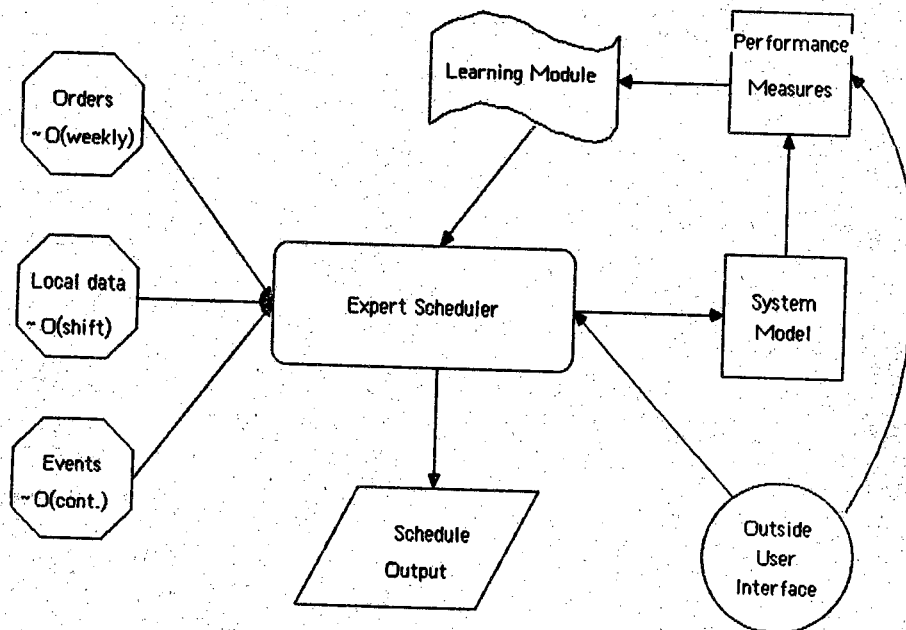 Orders
~O(weekly)
Local data
~O(shift)
Events
~O(cont.)
Learning Module
Performance
Measures
Expert Scheduler
System
Model
Schedule
Output
Outside
User
Interface